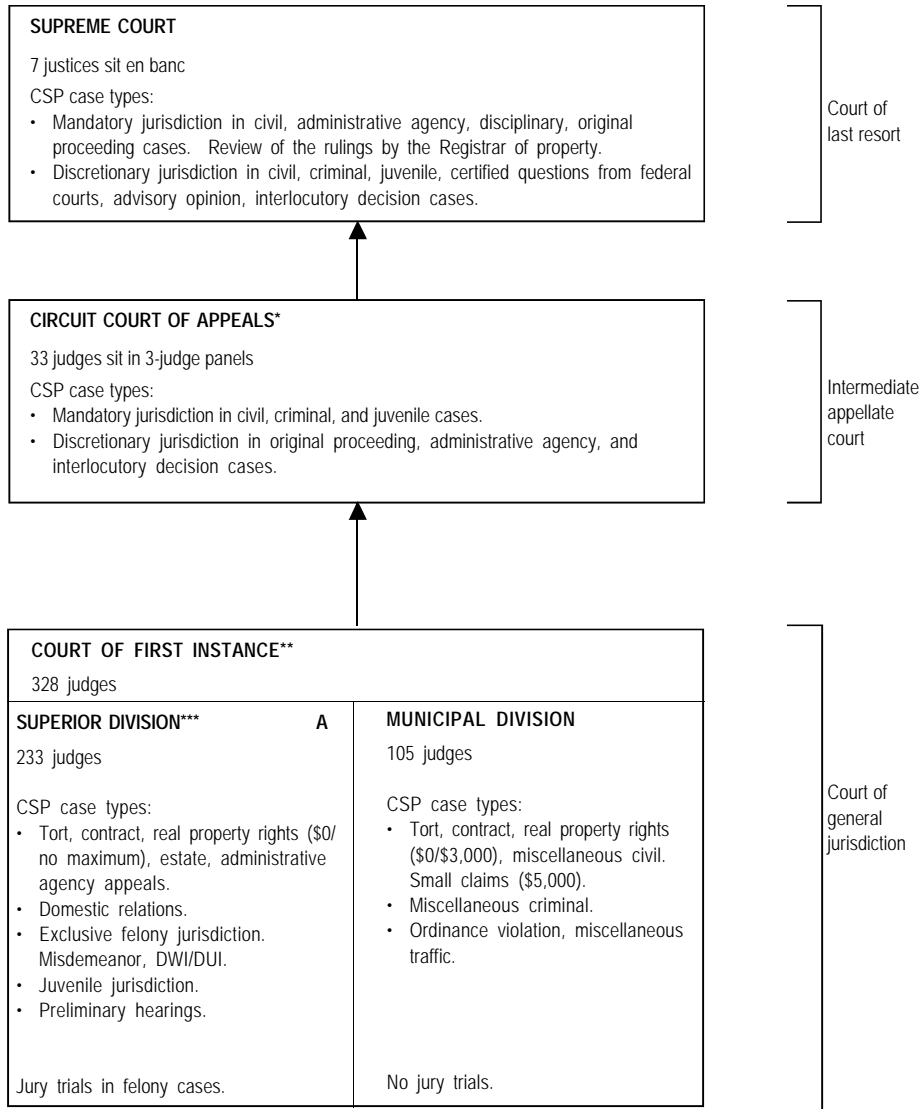 SUPREME COURT
7 justices sit en banc
CSP case types:
• Mandatory jurisdiction in civil, administrative agency, disciplinary, original
proceeding cases. Review of the rulings by the Registrar of property.
• Discretionary jurisdiction in civil, criminal, juvenile, certified questions from federal
courts, advisory opinion, interlocutory decision cases.
Court of
last resort
CIRCUIT COURT OF APPEALS*
33 judges sit in 3-judge panels
CSP case types:
• Mandatory jurisdiction in civil, criminal, and juvenile cases.
• Discretionary jurisdiction in original proceeding, administrative agency, and
interlocutory decision cases.
Intermediate
appellate
court
COURT OF FIRST INSTANCE**
328 judges
SUPERIOR DIVISION*** A
233 judges
CSP case types:
• Tort, contract, real property rights ($0/
no maximum), estate, administrative
agency appeals.
• Domestic relations.
• Exclusive felony jurisdiction.
Misdemeanor, DWI/DUI.
• Juvenile jurisdiction.
• Preliminary hearings.
Jury trials in felony cases.
MUNICIPAL DIVISION
105 judges
CSP case types:
• Tort, contract, real property rights
($0/$3,000), miscellaneous civil.
Small claims ($5,000).
• Miscellaneous criminal.
• Ordinance violation, miscellaneous
traffic.
No jury trials.
Court of
general
jurisdiction